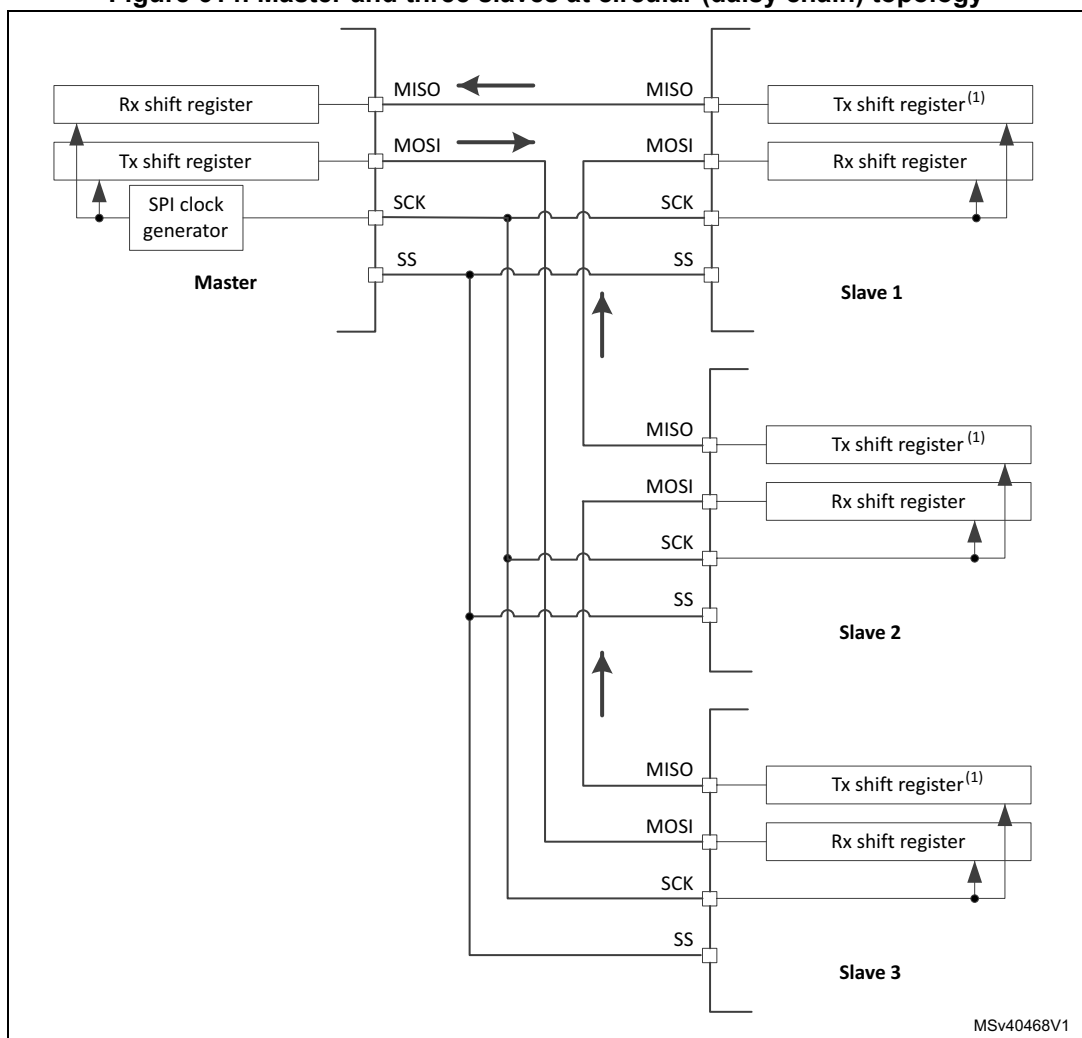 Figure Master and three slaves at circular (daisy chain) topology
MISO MISO
Rx shift register Tx shift register(1)
MOSI MOSI
Tx shift register Rx shift register
SPI clock generator
SCK SCK
SS SS
Master
Slave 1
MISO
Tx shift register(1)
MOSI
Rx shift register
SCK
SS
Slave 2
MISO
Tx shift register(1)
MOSI
Rx shift register
SCK
SS
Slave 3
MSv40468V1